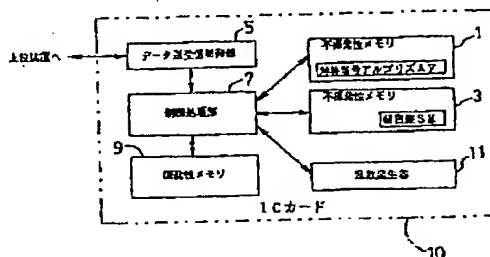 上位装置へ
データ送受信制御部
5
制御処理部
7
揮発性メモリ
9
不揮発性メモリ
対称暗号アルゴリズムF
1
不揮発性メモリ
個別鍵SK
3
乱数発生器
11
ICカード
10